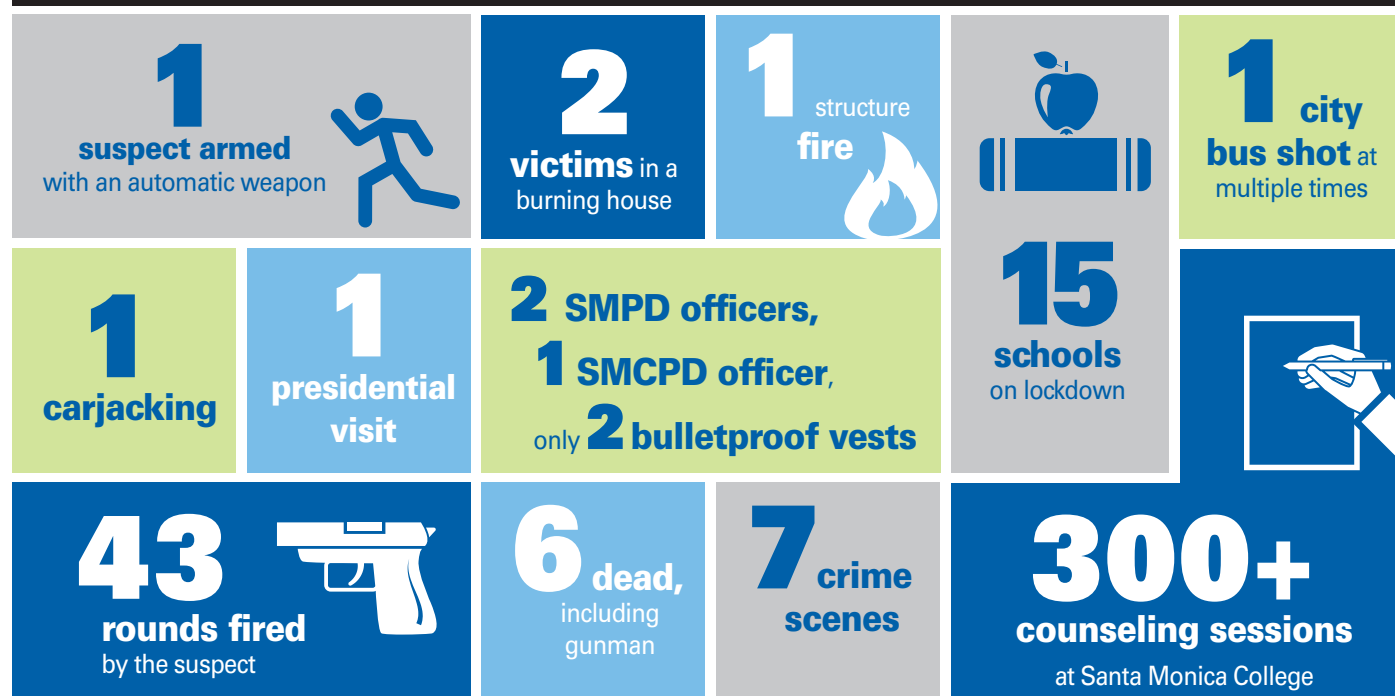 1
suspect armed
with an automatic weapon
2
victims in a
burning house
1 structure
fire
15
schools
on lockdown
1 city
bus shot at
multiple times
1
carjacking
1
presidential
visit
2 SMPD officers,
1 SMCPD officer,
only 2 bulletproof vests
43
rounds fired
by the suspect
6 dead,
including
gunman
7 crime
scenes
300+
counseling sessions
at Santa Monica College